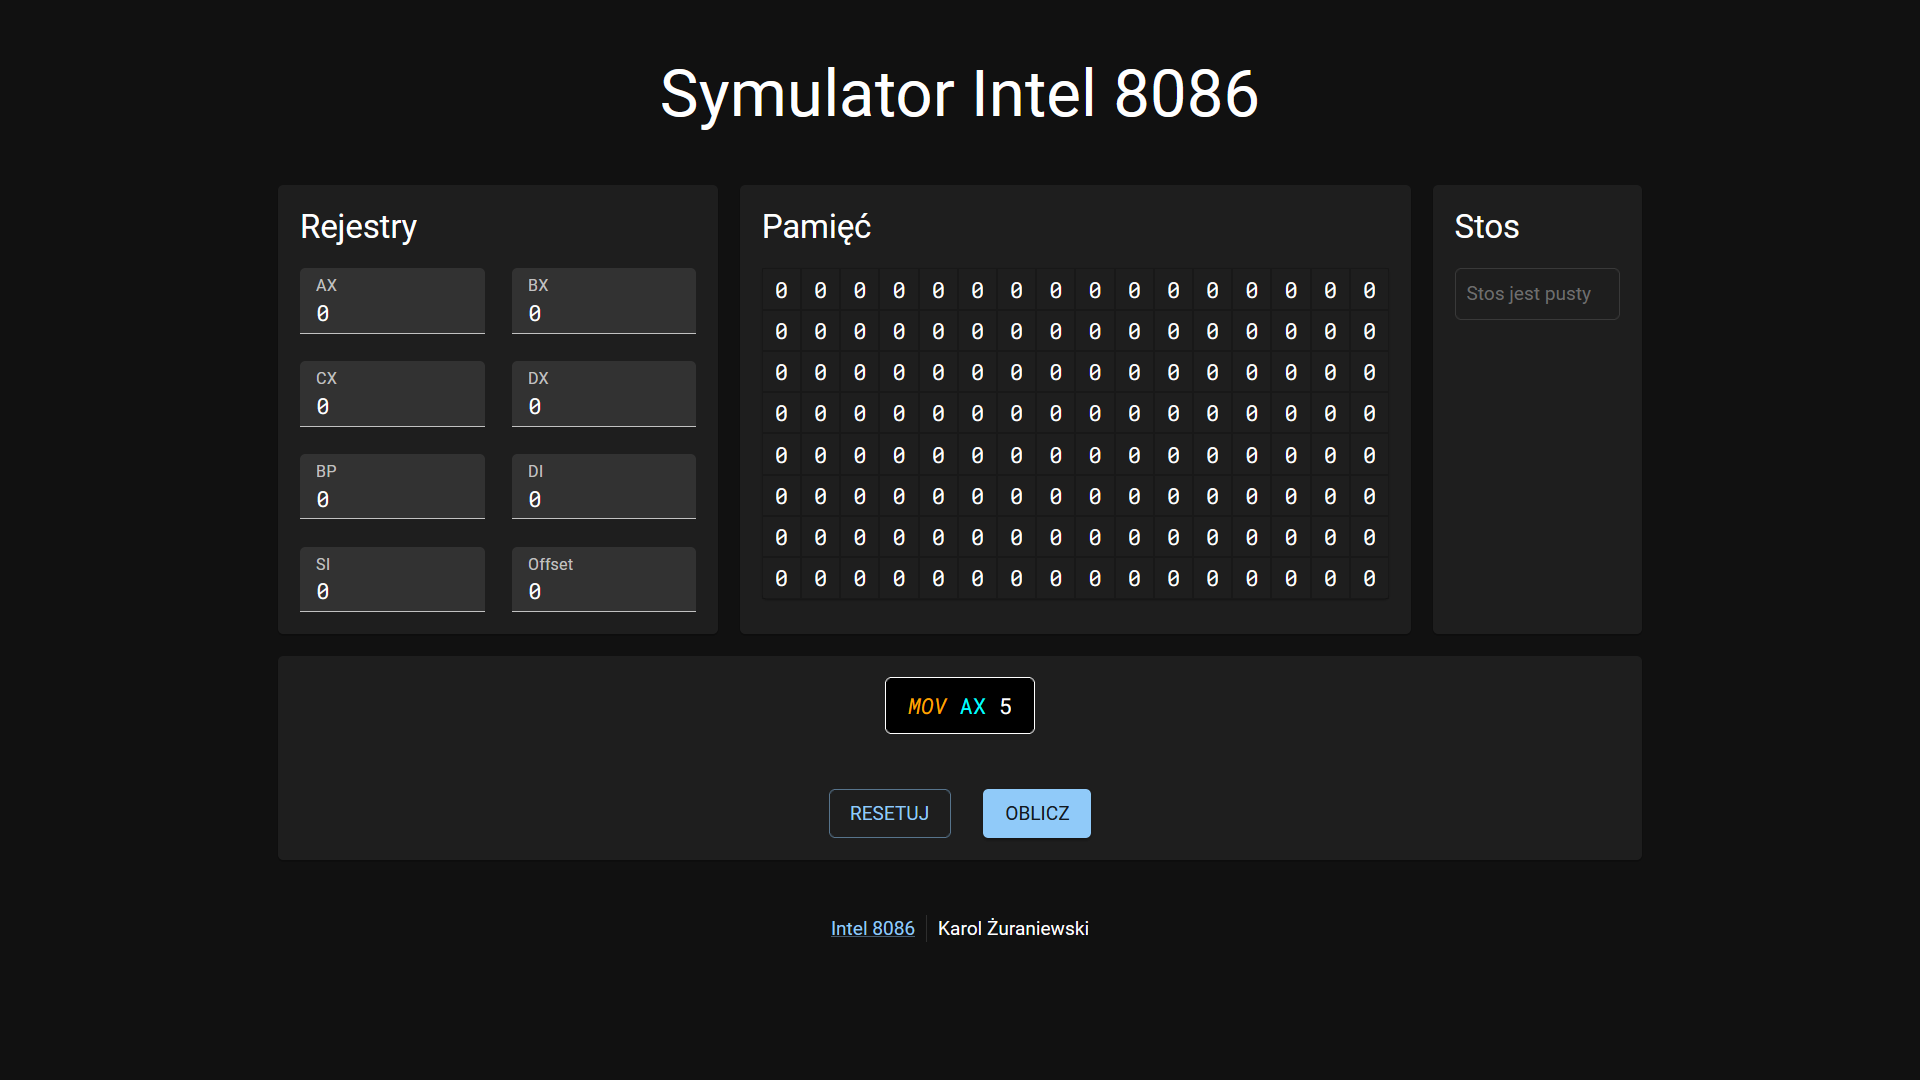 Symulator Intel 8086
Rejestry
AX
0
BX
0
CX
0
DX
0
BP
0
DI
0
SI
0
Offset
0
Pamięć
0 0 0 0 0 0 0 0 0 0 0 0 0 0 0 0
0 0 0 0 0 0 0 0 0 0 0 0 0 0 0 0
0 0 0 0 0 0 0 0 0 0 0 0 0 0 0 0
0 0 0 0 0 0 0 0 0 0 0 0 0 0 0 0
0 0 0 0 0 0 0 0 0 0 0 0 0 0 0 0
0 0 0 0 0 0 0 0 0 0 0 0 0 0 0 0
0 0 0 0 0 0 0 0 0 0 0 0 0 0 0 0
0 0 0 0 0 0 0 0 0 0 0 0 0 0 0 0
Stos
Stos jest pusty
MOV AX 5
RESETUJ
OBLICZ
Intel 8086
Karol Żuraniewski